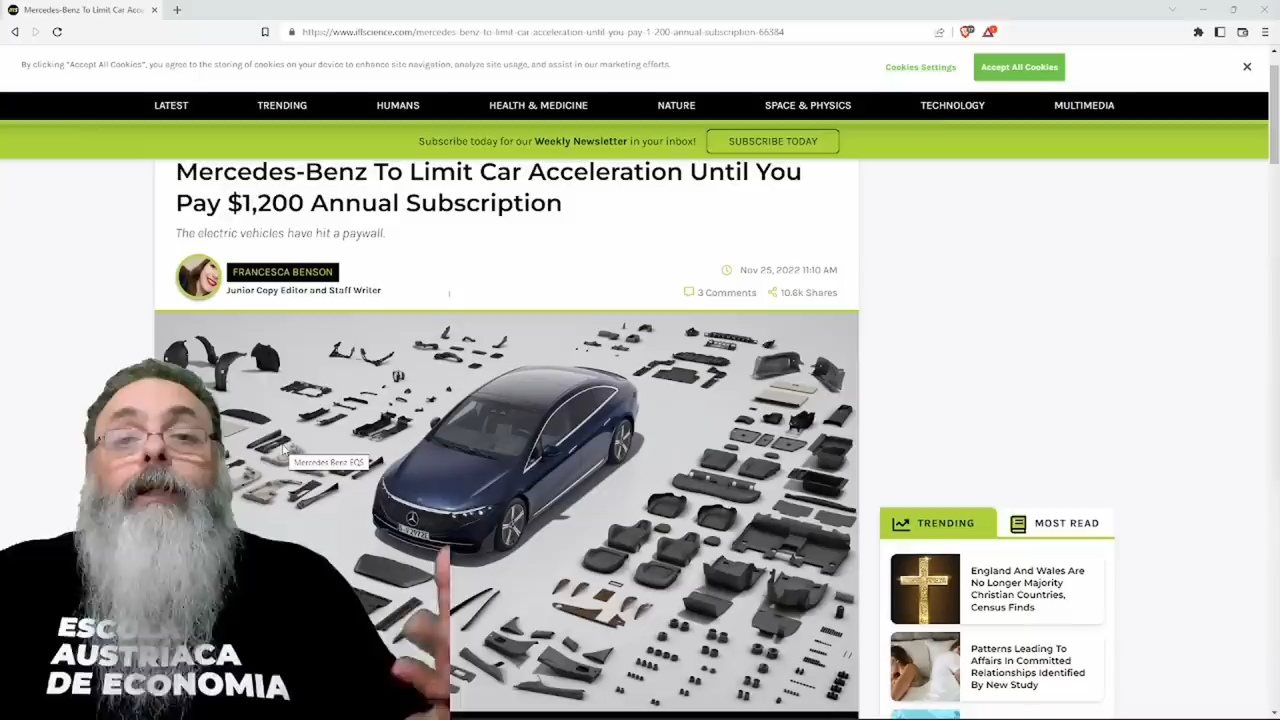 Mercedes-Benz To Limit Car Acce
https://www.iflscience.com/mercedes-benz-to-limit-car-acceleration-until-you-pay-1-200-annual-subscription-66384
By clicking "Accept All Cookies", you agree to the storing of cookies on your device to enhance site navigation, analyze site usage, and assist in our marketing efforts.
Cookies Settings
Accept All Cookies
LATEST TRENDING HUMANS HEALTH & MEDICINE NATURE SPACE & PHYSICS TECHNOLOGY MULTIMEDIA
Subscribe today for our Weekly Newsletter in your inbox!
SUBSCRIBE TODAY
Mercedes-Benz To Limit Car Acceleration Until You
Pay $1,200 Annual Subscription
The electric vehicles have hit a paywall.
FRANCESCA BENSON
Junior Copy Editor and Staff Writer
Nov 25, 2022 11:10 AM
3 Comments 10.6k Shares
Mercedes Benz EQS
ESCOLA
AUSTRIACA
DE ECONOMIA
TRENDING
MOST READ
England And Wales Are
No Longer Majority
Christian Countries,
Census Finds
Patterns Leading To
Affairs In Committed
Relationships Identified
By New Study